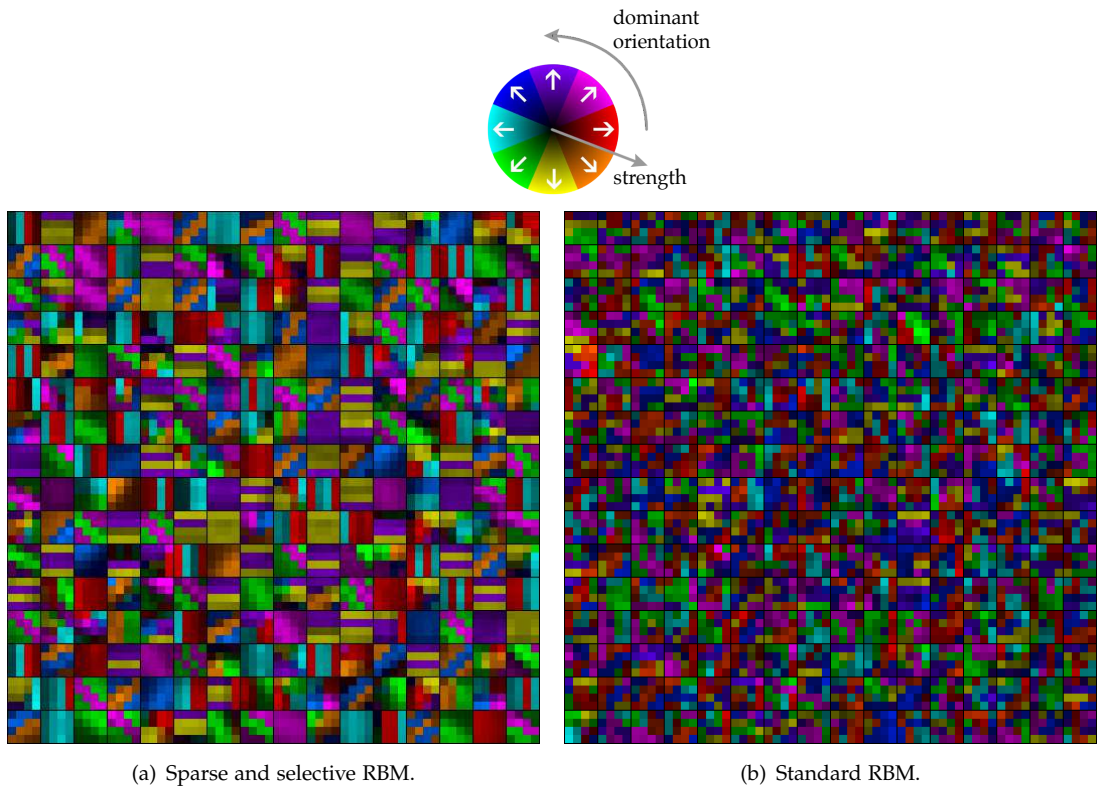 dominant
orientation
strength
(a) Sparse and selective RBM.
(b) Standard RBM.